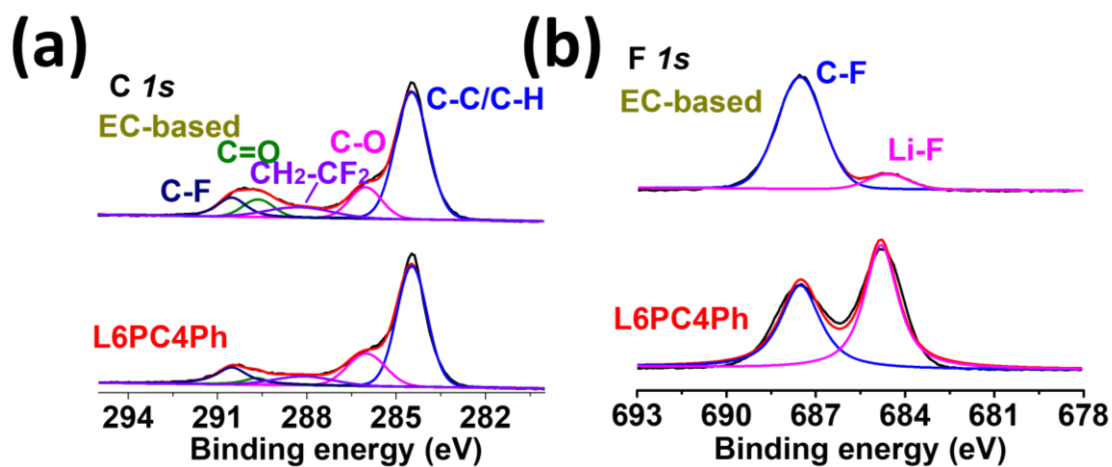 (a)
C 1s
EC-based
C=O
C-F
CH2-CF2
C-O
C-C/C-H
L6PC4Ph
294 291 288 285 282
Binding energy (eV)
(b)
F 1s
EC-based
C-F
Li-F
L6PC4Ph
693 690 687 684 681 678
Binding energy (eV)